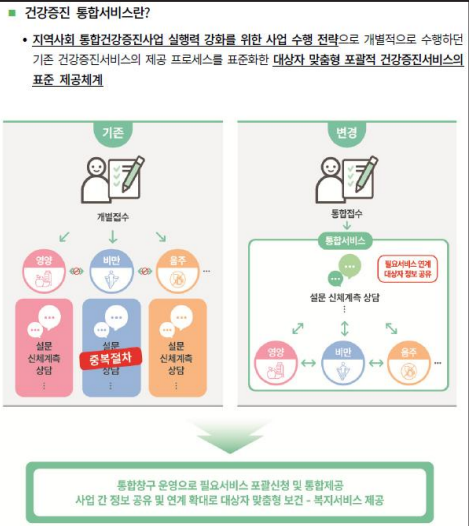 ■ 건강증진 통합서비스란?
• 지역사회 통합건강증진사업 실행력 강화를 위한 사업 수행 전략으로 개별적으로 수행하던
기존 건강증진서비스의 제공 프로세스를 표준화한 대상자 맞춤형 포괄적 건강증진서비스의
표준 제공체계
기존
개별접수
영양
비만
음주
...
설문
신체계측
상담
⋮
설문
상담
⋮
중복절차
설문
신체계측
상담
⋮
변경
통합접수
통합서비스
필요서비스 연계
대상자 정보 공유
설문 신체계측 상담
⋮
영양
비만
음주
...
통합창구 운영으로 필요서비스 포괄신청 및 통합제공
사업 간 정보 공유 및 연계 확대로 대상자 맞춤형 보건 - 복지서비스 제공